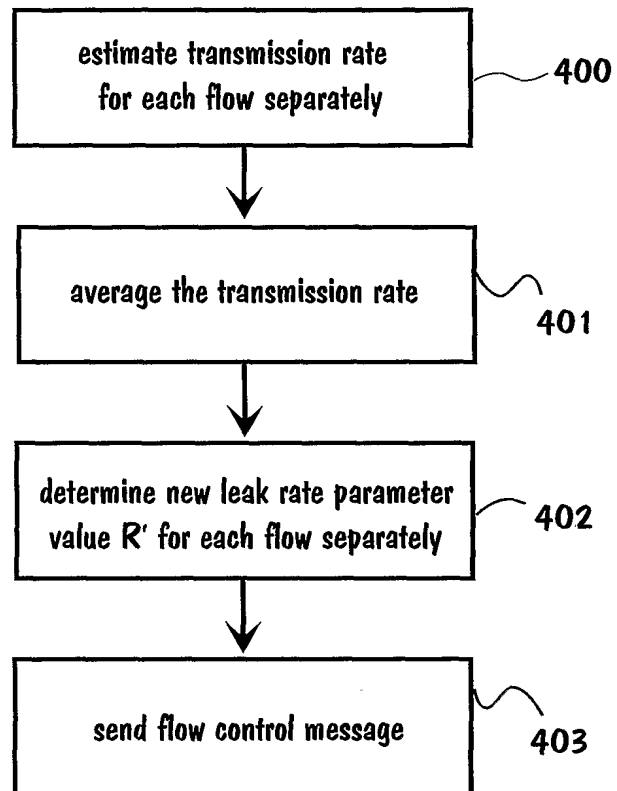 estimate transmission rate
for each flow separately
400
average the transmission rate
401
determine new leak rate parameter
value R' for each flow separately
402
send flow control message
403